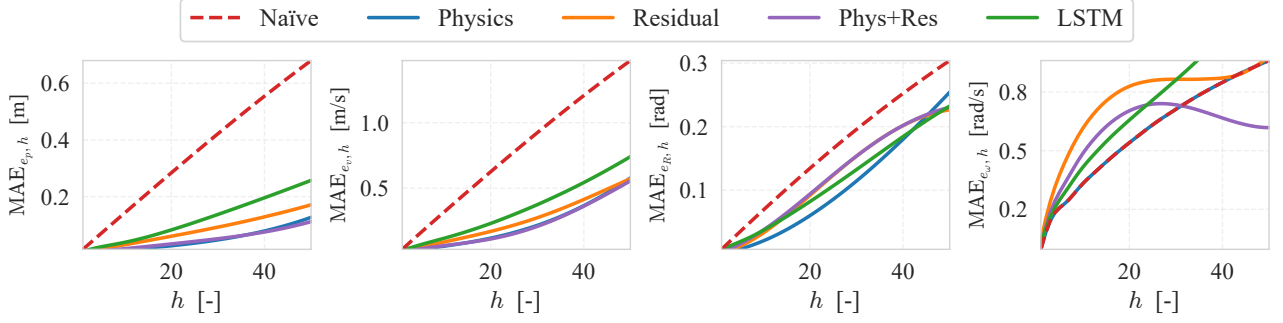 Naïve Physics Residual Phys+Res LSTM
MAE_{e_p, h} [m]
0.6
0.4
0.2
20 40
h [-]
MAE_{e_v, h} [m/s]
1.0
0.5
20 40
h [-]
MAE_{e_R, h} [rad]
0.3
0.2
0.1
20 40
h [-]
MAE_{e_ω, h} [rad/s]
0.8
0.5
0.2
20 40
h [-]